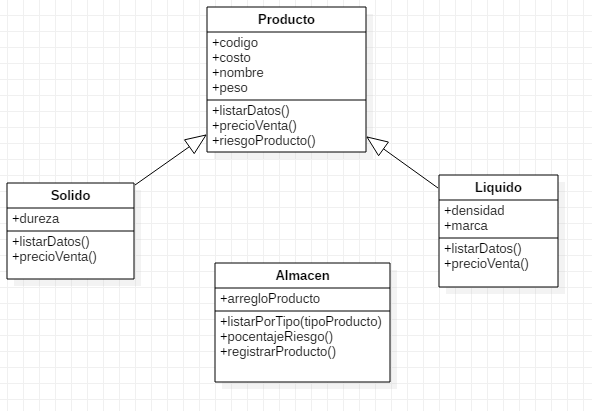 Producto
+codigo
+costo
+nombre
+peso
+listarDatos()
+precioVenta()
+riesgoProducto()
Solido
+dureza
+listarDatos()
+precioVenta()
Liquido
+densidad
+marca
+listarDatos()
+precioVenta()
Almacen
+arregloProducto
+listarPorTipo(tipoProducto)
+pocentajeRiesgo()
+registrarProducto()